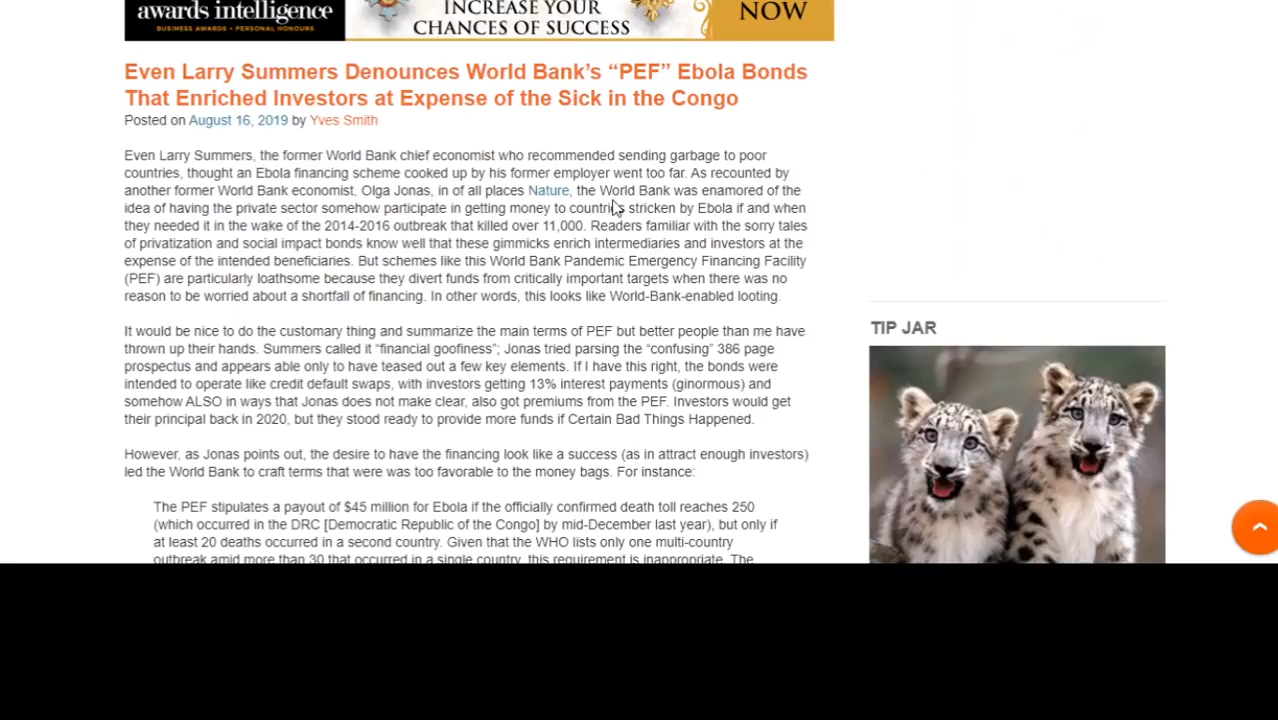 awards intelligence
BUSINESS AWARDS • PERSONAL HONOURS
INCREASE YOUR
CHANCES OF SUCCESS
NOW
Even Larry Summers Denounces World Bank’s “PEF” Ebola Bonds
That Enriched Investors at Expense of the Sick in the Congo
Posted on August 16, 2019 by Yves Smith
Even Larry Summers, the former World Bank chief economist who recommended sending garbage to poor
countries, thought an Ebola financing scheme cooked up by his former employer went too far. As recounted by
another former World Bank economist, Olga Jonas, in of all places Nature, the World Bank was enamored of the
idea of having the private sector somehow participate in getting money to countries stricken by Ebola if and when
they needed it in the wake of the 2014-2016 outbreak that killed over 11,000. Readers familiar with the sorry tales
of privatization and social impact bonds know well that these gimmicks enrich intermediaries and investors at the
expense of the intended beneficiaries. But schemes like this World Bank Pandemic Emergency Financing Facility
(PEF) are particularly loathsome because they divert funds from critically important targets when there was no
reason to be worried about a shortfall of financing. In other words, this looks like World-Bank-enabled looting.
It would be nice to do the customary thing and summarize the main terms of PEF but better people than me have
thrown up their hands. Summers called it “financial goofiness”; Jonas tried parsing the “confusing” 386 page
prospectus and appears able only to have teased out a few key elements. If I have this right, the bonds were
intended to operate like credit default swaps, with investors getting 13% interest payments (ginormous) and
somehow ALSO in ways that Jonas does not make clear, also got premiums from the PEF. Investors would get
their principal back in 2020, but they stood ready to provide more funds if Certain Bad Things Happened.
However, as Jonas points out, the desire to have the financing look like a success (as in attract enough investors)
led the World Bank to craft terms that were was too favorable to the money bags. For instance:
The PEF stipulates a payout of $45 million for Ebola if the officially confirmed death toll reaches 250
(which occurred in the DRC [Democratic Republic of the Congo] by mid-December last year), but only if
at least 20 deaths occurred in a second country. Given that the WHO lists only one multi-country
outbreak amid more than 30 that occurred in a single country, this requirement is inappropriate. The
TIP JAR